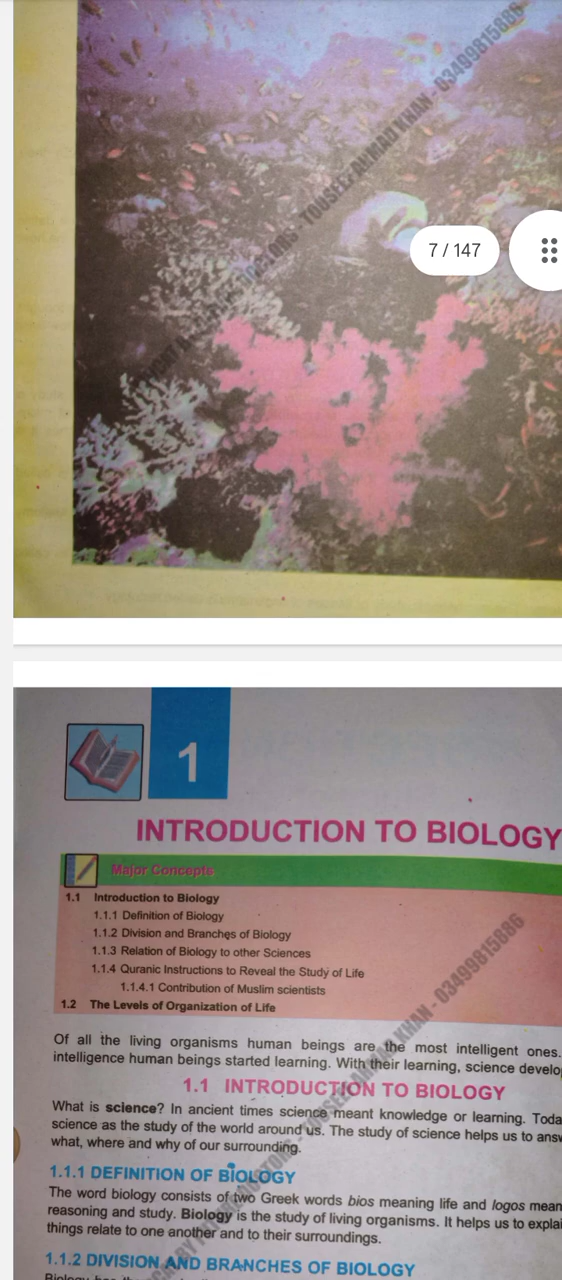 TOUSEEF AHMAD KHAN - 03499815886
7 / 147
1
INTRODUCTION TO BIOLOGY
Major Concepts
1.1 Introduction to Biology
1.1.1 Definition of Biology
1.1.2 Division and Branches of Biology
1.1.3 Relation of Biology to other Sciences
1.1.4 Quranic Instructions to Reveal the Study of Life
1.1.4.1 Contribution of Muslim scientists
1.2 The Levels of Organization of Life
KHAN - 03499815886
Of all the living organisms human beings are the most intelligent ones.
intelligence human beings started learning. With their learning, science develo
1.1 INTRODUCTION TO BIOLOGY
What is science? In ancient times science meant knowledge or learning. Toda
science as the study of the world around us. The study of science helps us to answ
what, where and why of our surrounding.
1.1.1 DEFINITION OF BIOLOGY
The word biology consists of two Greek words bios meaning life and logos mean
reasoning and study. Biology is the study of living organisms. It helps us to explai
things relate to one another and to their surroundings.
1.1.2 DIVISION AND BRANCHES OF BIOLOGY
Biology has the